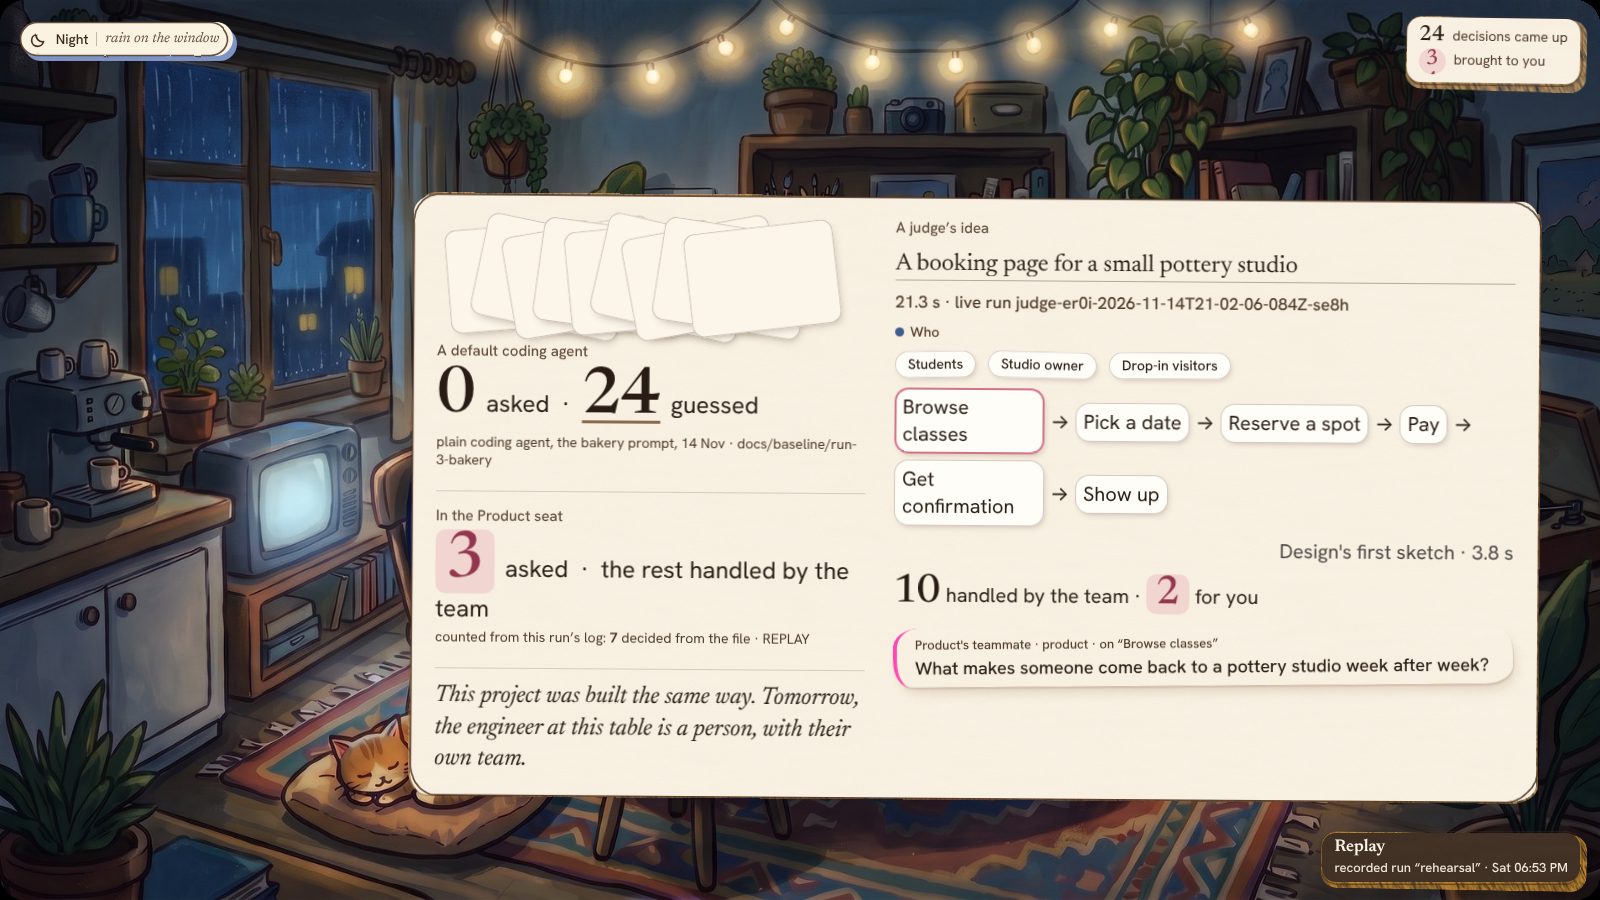 Night | rain on the window
24 decisions came up
3 brought to you
A default coding agent
0 asked · 24 guessed
plain coding agent, the bakery prompt, 14 Nov · docs/baseline/run-
3-bakery
In the Product seat
3 asked · the rest handled by the
team
counted from this run's log: 7 decided from the file · REPLAY
This project was built the same way. Tomorrow,
the engineer at this table is a person, with their
own team.
A judge's idea
A booking page for a small pottery studio
21.3 s · live run judge-er0i-2026-11-14T21-02-06-084Z-se8h
Who
Students Studio owner Drop-in visitors
Browse
classes → Pick a date → Reserve a spot → Pay →
Get
confirmation → Show up
Design's first sketch · 3.8 s
10 handled by the team · 2 for you
Product's teammate · product · on “Browse classes”
What makes someone come back to a pottery studio week after week?
Replay
recorded run “rehearsal” · Sat 06:53 PM